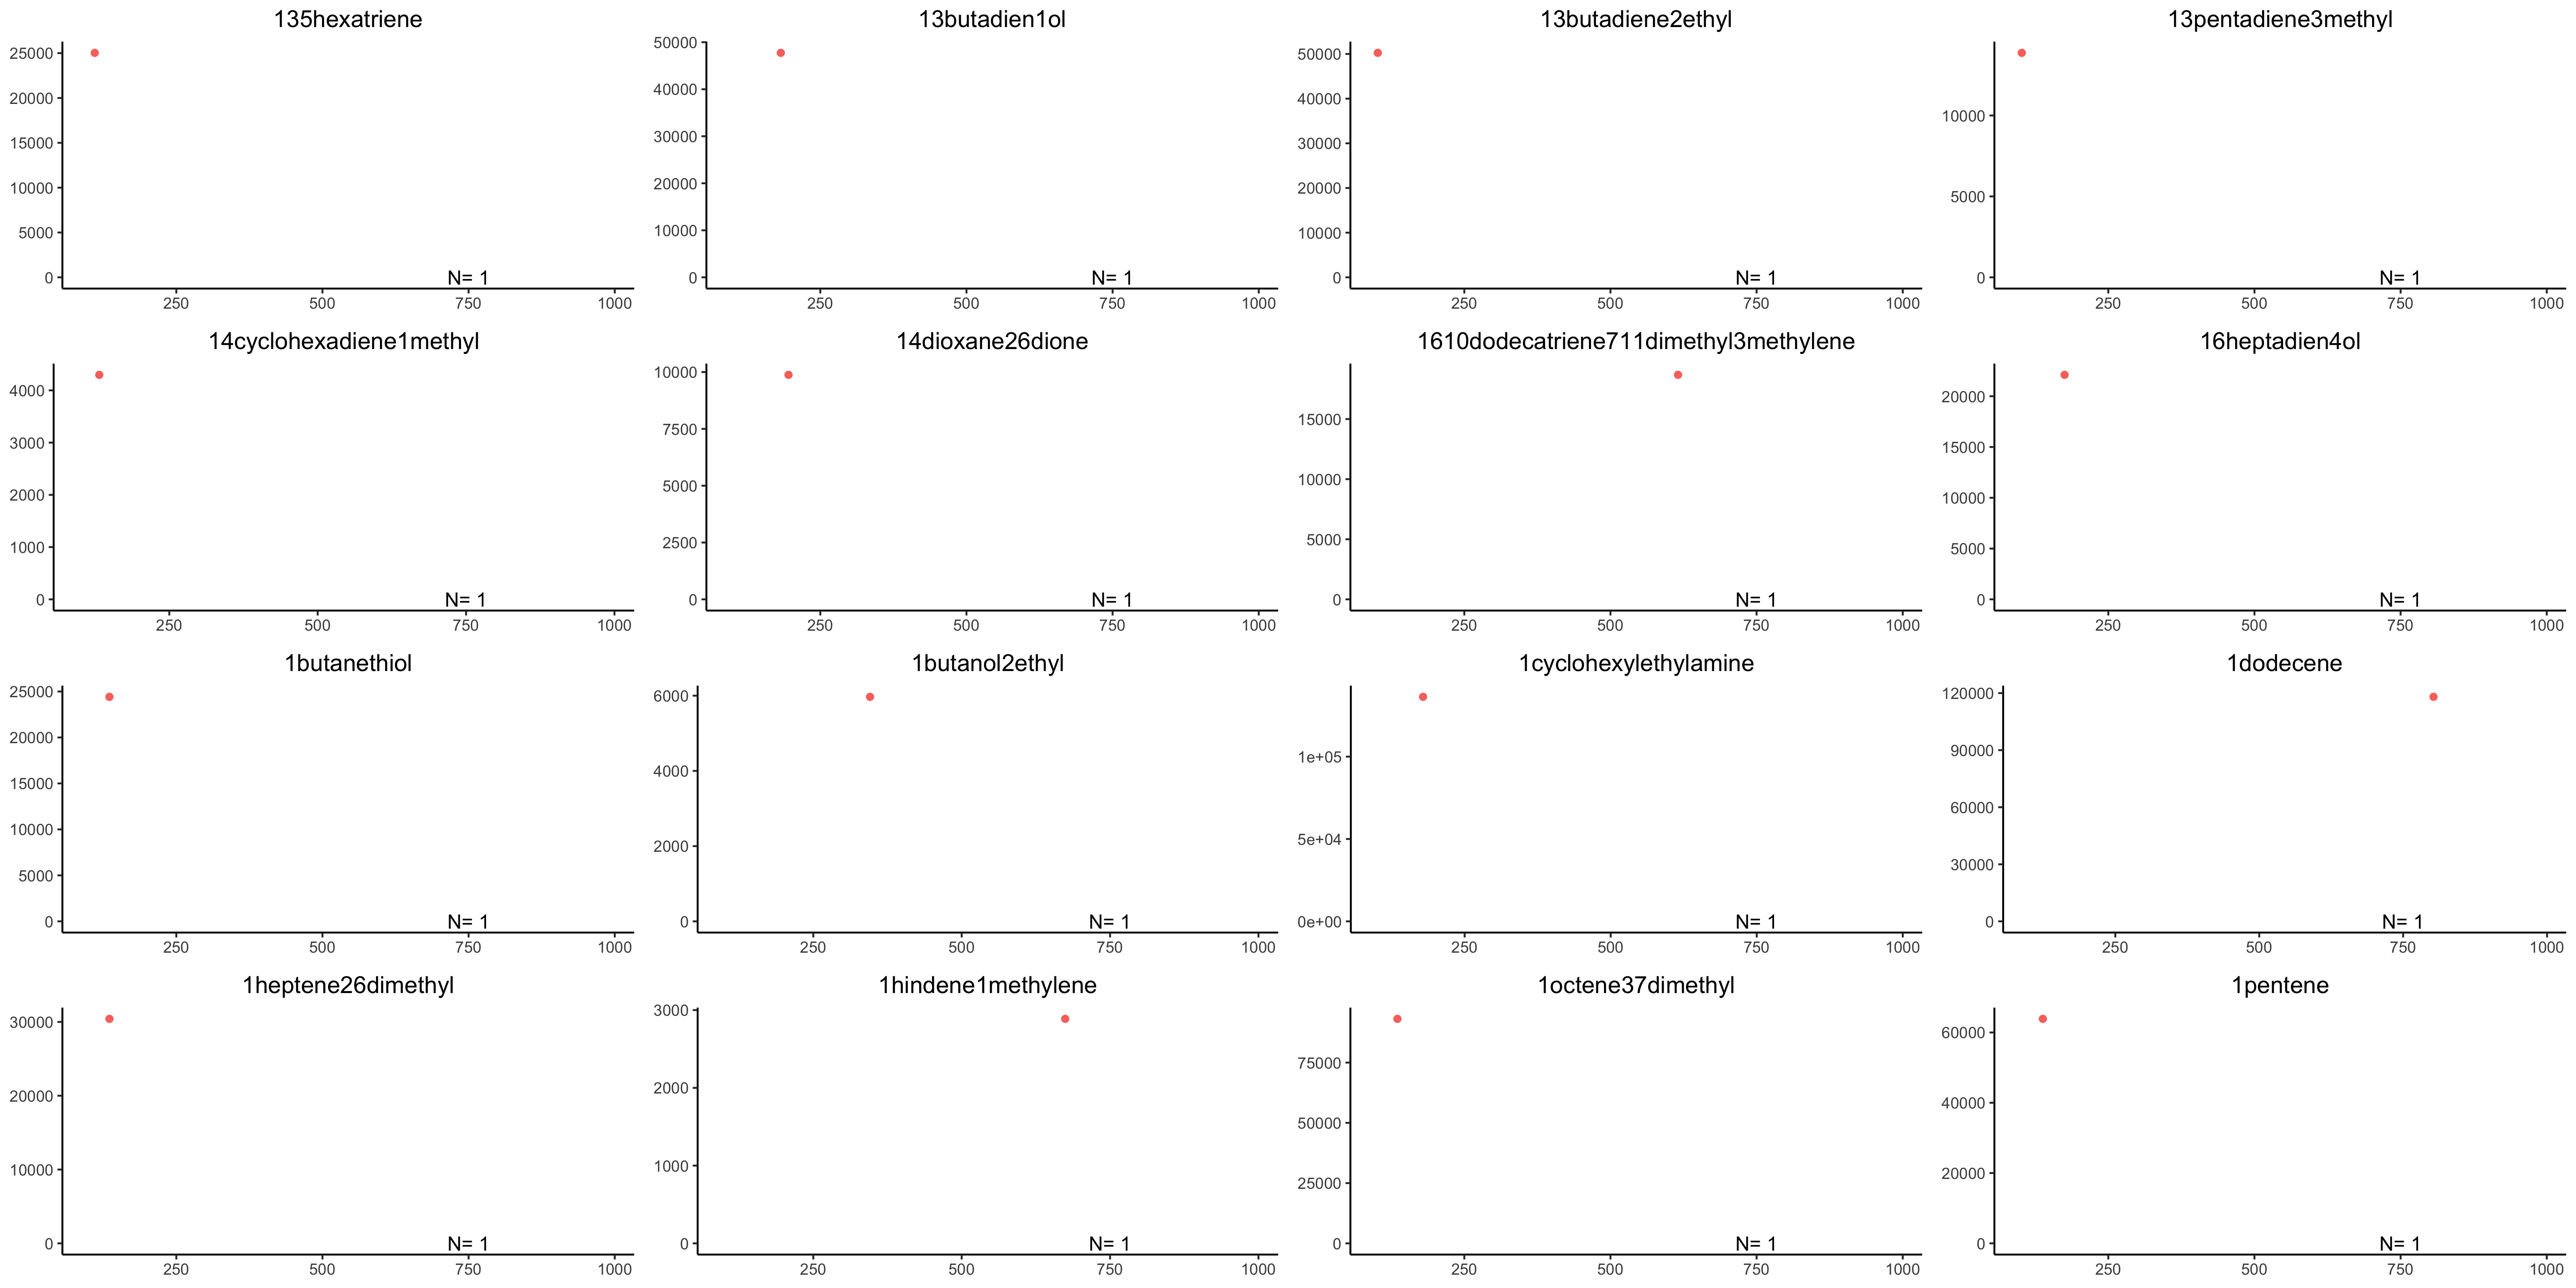 135hexatriene
25000
20000
15000
10000
5000
0
N= 1
250 500 750 1000
13butadien1ol
50000
40000
30000
20000
10000
0
N= 1
250 500 750 1000
13butadiene2ethyl
50000
40000
30000
20000
10000
0
N= 1
250 500 750 1000
13pentadiene3methyl
10000
5000
0
N= 1
250 500 750 1000
14cyclohexadiene1methyl
4000
3000
2000
1000
0
N= 1
250 500 750 1000
14dioxane26dione
10000
7500
5000
2500
0
N= 1
250 500 750 1000
1610dodecatriene711dimethyl3methylene
15000
10000
5000
0
N= 1
250 500 750 1000
16heptadien4ol
20000
15000
10000
5000
0
N= 1
250 500 750 1000
1butanethiol
25000
20000
15000
10000
5000
0
N= 1
250 500 750 1000
1butanol2ethyl
6000
4000
2000
0
N= 1
250 500 750 1000
1cyclohexylethylamine
1e+05
5e+04
0e+00
N= 1
250 500 750 1000
1dodecene
120000
90000
60000
30000
0
N= 1
250 500 750 1000
1heptene26dimethyl
30000
20000
10000
0
N= 1
250 500 750 1000
1hindene1methylene
3000
2000
1000
0
N= 1
250 500 750 1000
1octene37dimethyl
75000
50000
25000
0
N= 1
250 500 750 1000
1pentene
60000
40000
20000
0
N= 1
250 500 750 1000